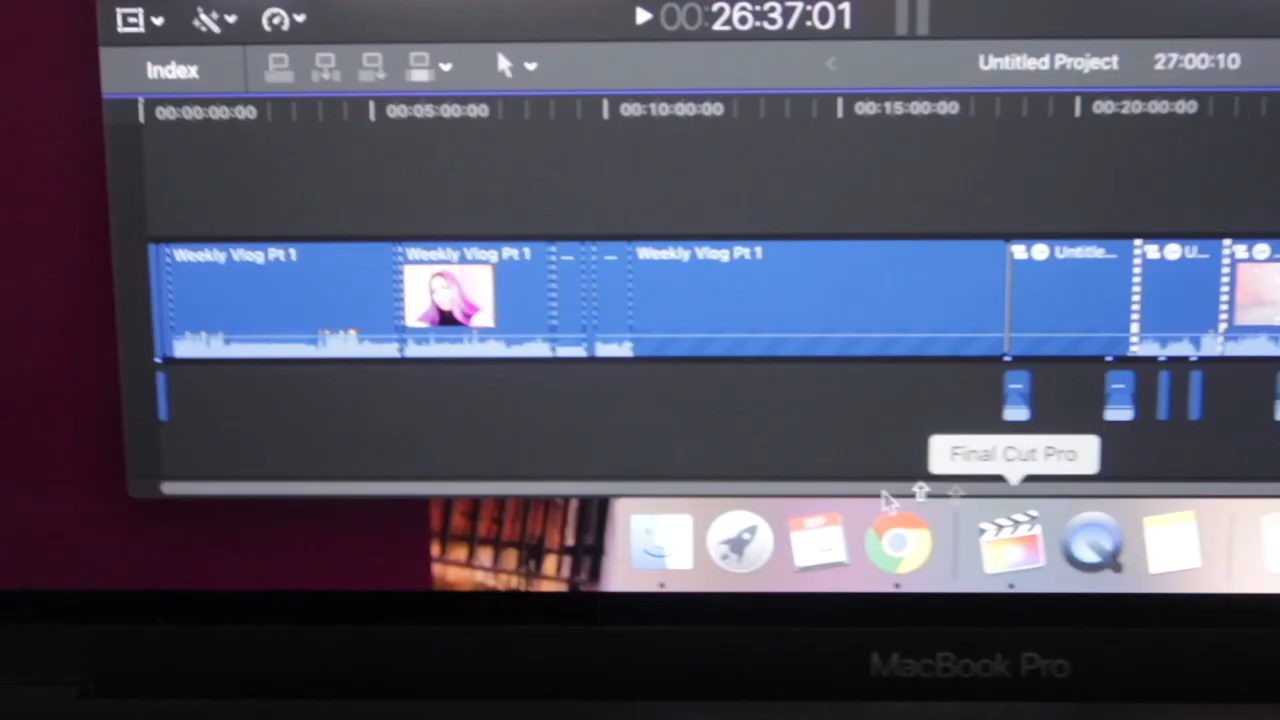 00:26:37:01
Index
Untitled Project 27:00:10
00:00:00:00 00:05:00:00 00:10:00:00 00:15:00:00 00:20:00:00
Weekly Vlog Pt 1 Weekly Vlog Pt 1 Weekly Vlog Pt 1 Untitle... U...
Final Cut Pro
MacBook Pro